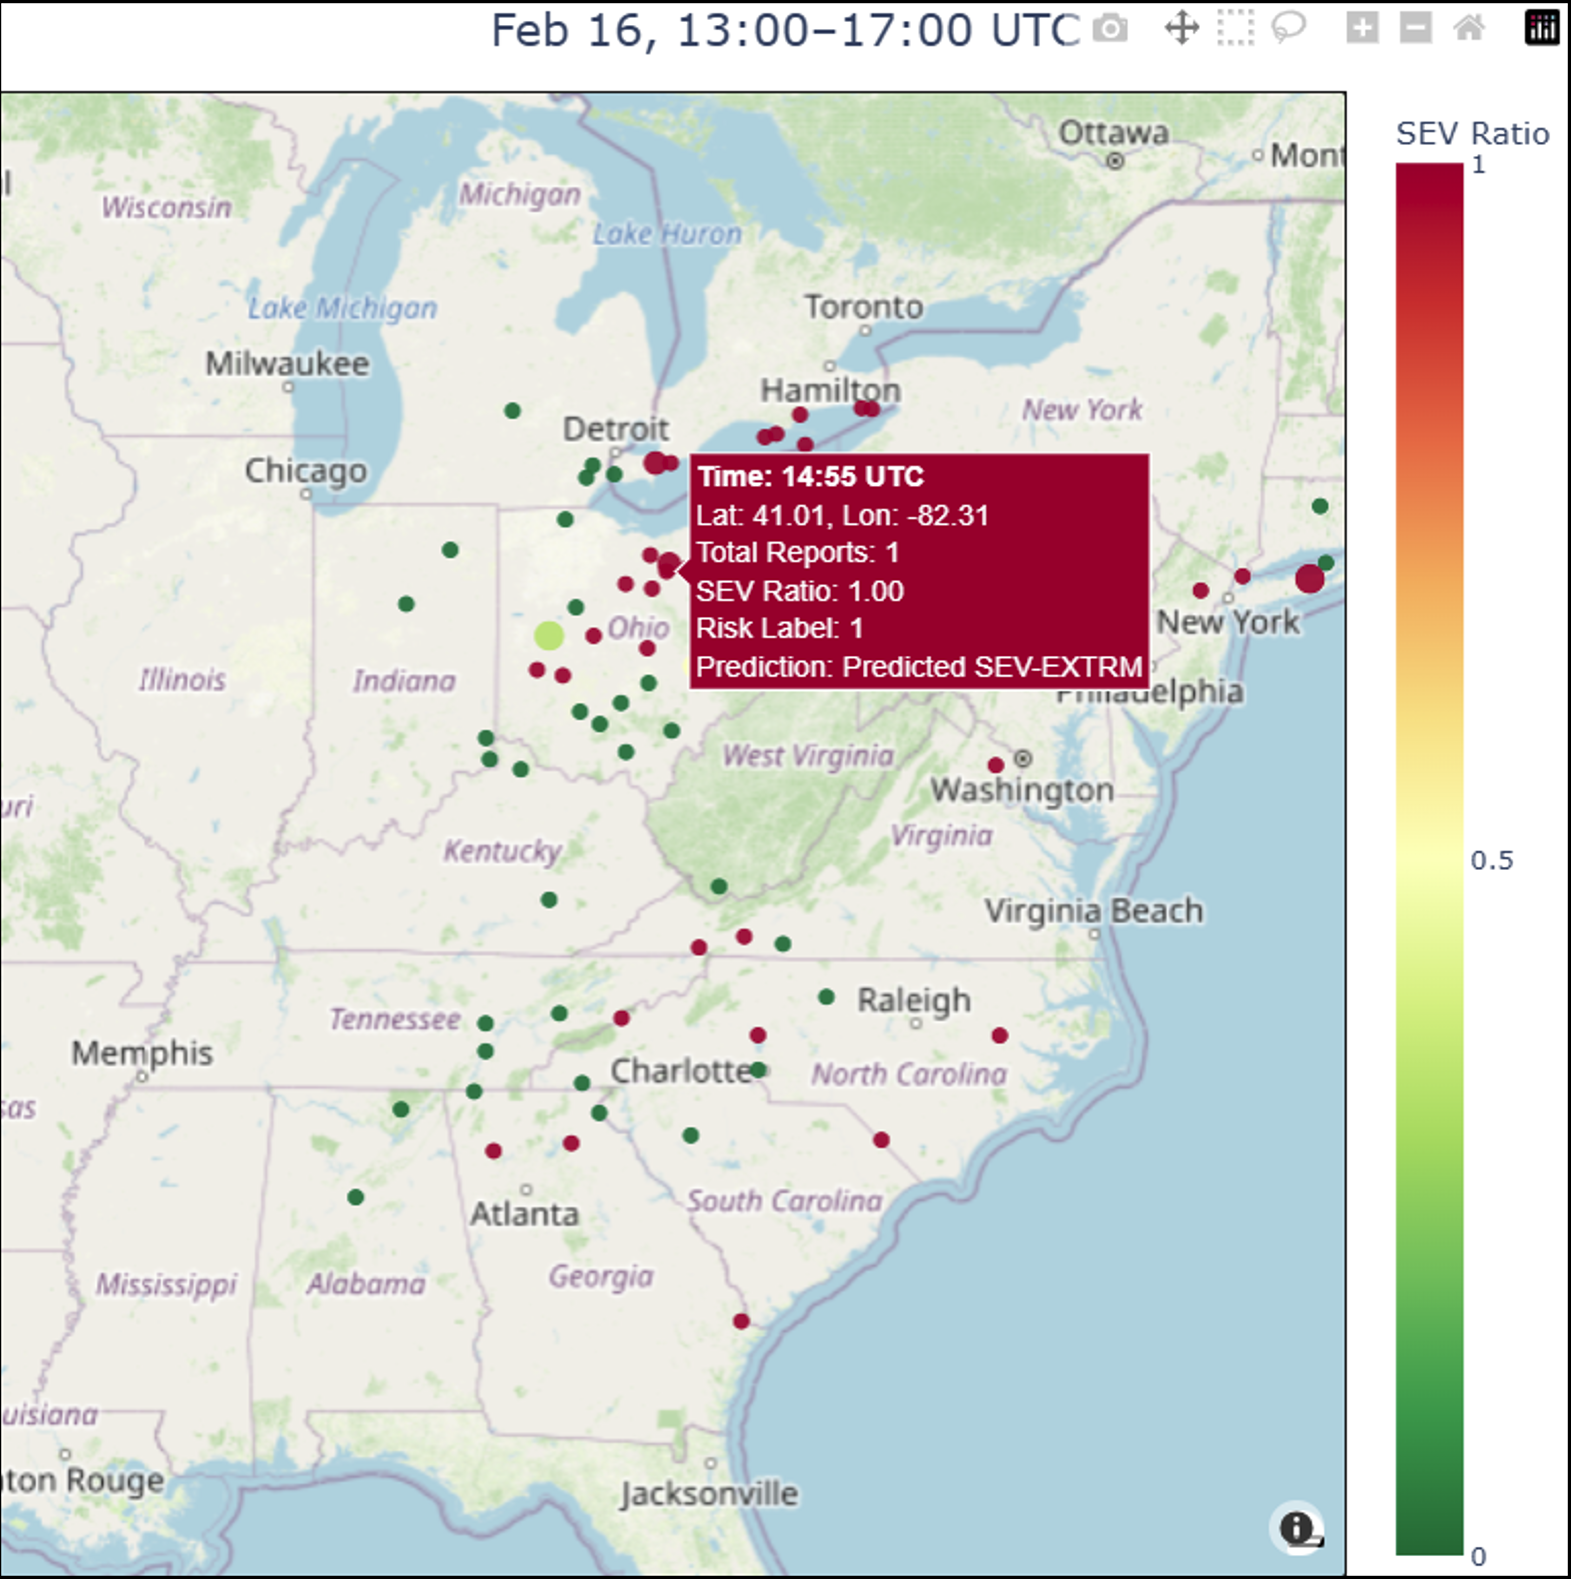 Feb 16, 13:00–17:00 UTC
SEV Ratio
1
0.5
0
Ottawa
Mont
Wisconsin
Michigan
Lake Huron
Lake Michigan
Toronto
Milwaukee
Hamilton
New York
Detroit
Chicago
Time: 14:55 UTC
Lat: 41.01, Lon: -82.31
Total Reports: 1
SEV Ratio: 1.00
Risk Label: 1
Prediction: Predicted SEV-EXTRM
New York
Ohio
Illinois
Indiana
Philadelphia
West Virginia
Washington
uri
Virginia
Kentucky
Virginia Beach
Raleigh
Tennessee
Memphis
Charlotte
North Carolina
sas
South Carolina
Atlanta
Mississippi
Alabama
Georgia
uisiana
ton Rouge
Jacksonville